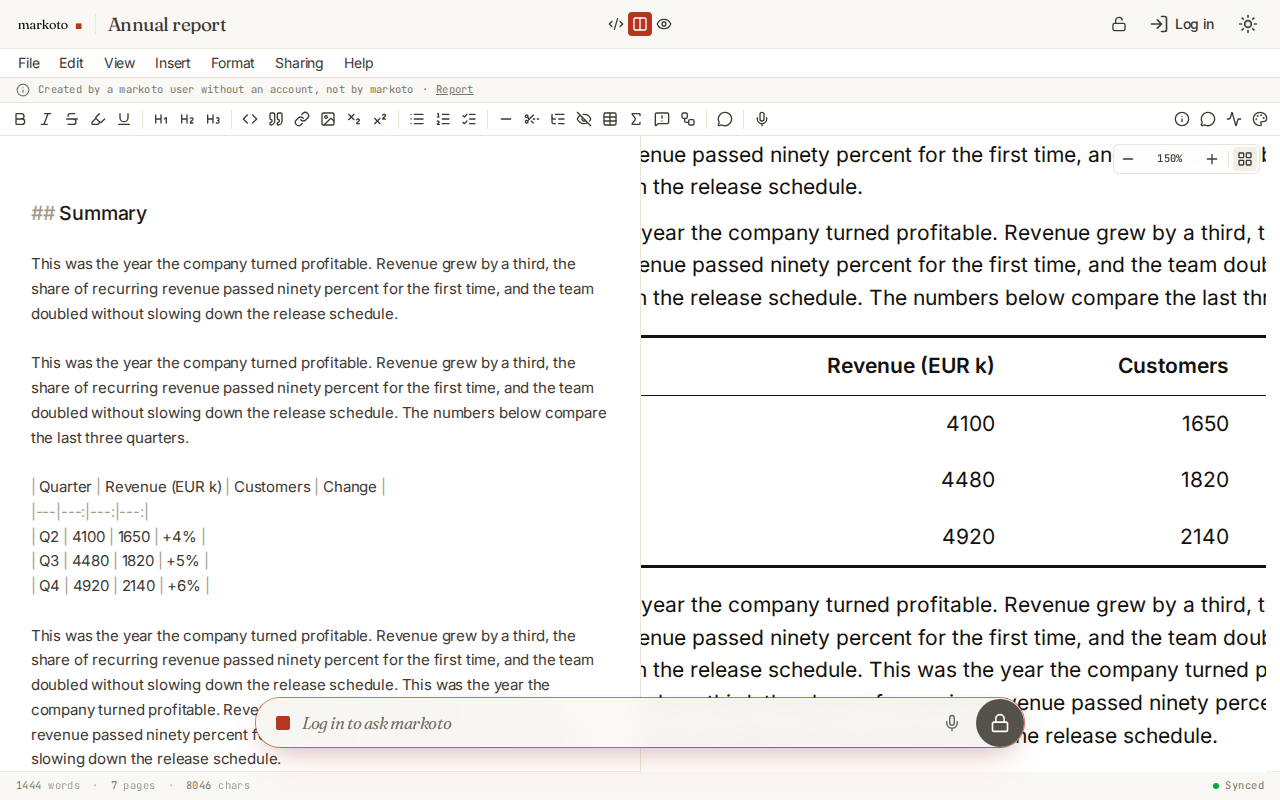 markoto
Annual report
Log in
File Edit View Insert Format Sharing Help
Created by a markoto user without an account, not by markoto · Report
H1 H2 H3
150%
## Summary
This was the year the company turned profitable. Revenue grew by a third, the
share of recurring revenue passed ninety percent for the first time, and the team
doubled without slowing down the release schedule.
This was the year the company turned profitable. Revenue grew by a third, the
share of recurring revenue passed ninety percent for the first time, and the team
doubled without slowing down the release schedule. The numbers below compare
the last three quarters.
| Quarter | Revenue (EUR k) | Customers | Change |
|---|---:|---:|---:|
| Q2 | 4100 | 1650 | +4% |
| Q3 | 4480 | 1820 | +5% |
| Q4 | 4920 | 2140 | +6% |
This was the year the company turned profitable. Revenue grew by a third, the
share of recurring revenue passed ninety percent for the first time, and the team
doubled without slowing down the release schedule. This was the year the
company turned profitable.
revenue passed ninety percent
slowing down the release schedule.
passed ninety percent for the first time,
the release schedule.
year the company turned profitable. Revenue grew by a third,
passed ninety percent for the first time, and the team
the release schedule. The numbers below compare the last
Revenue (EUR k) Customers
4100 1650
4480 1820
4920 2140
year the company turned profitable. Revenue grew by a third,
passed ninety percent for the first time, and the team
the release schedule. This was the year the company turned
passed ninety
the release schedule.
Log in to ask markoto
1444 words · 7 pages · 8046 chars
Synced